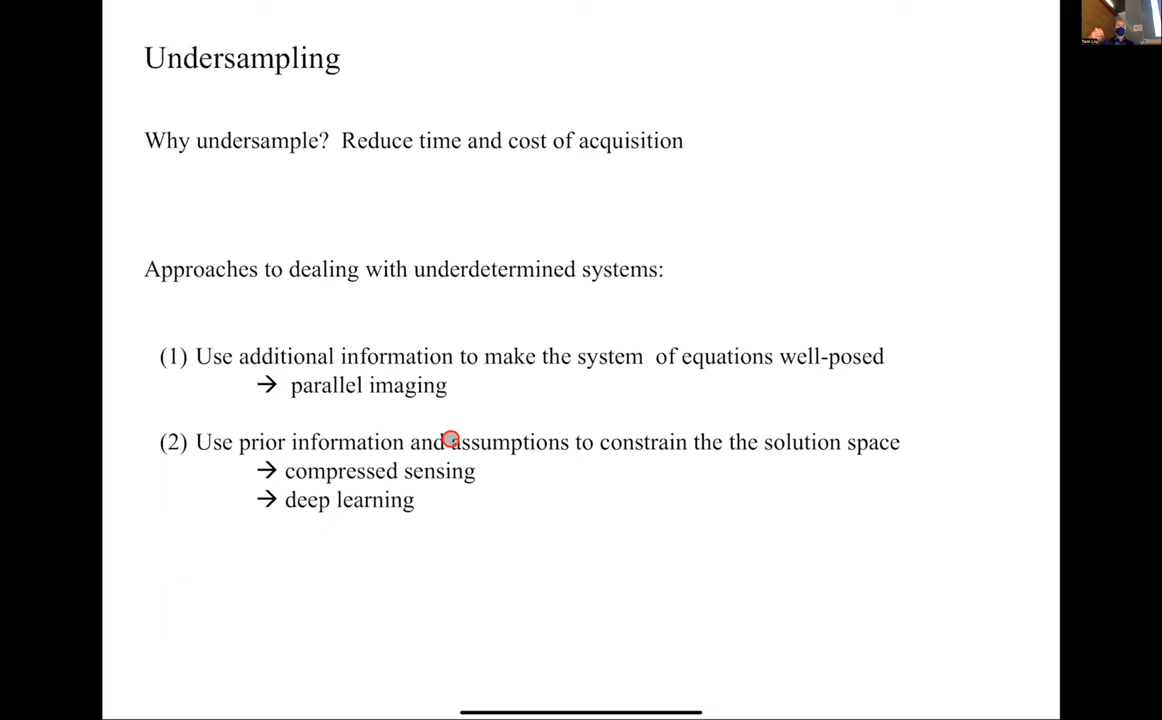 Undersampling
Why undersample? Reduce time and cost of acquisition
Approaches to dealing with underdetermined systems:
(1) Use additional information to make the system of equations well-posed
→ parallel imaging
(2) Use prior information and assumptions to constrain the the solution space
→ compressed sensing
→ deep learning